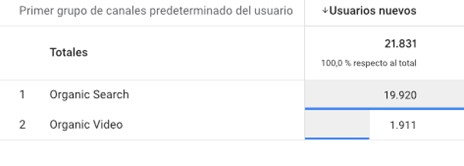 Primer grupo de canales predeterminado del usuario ↓Usuarios nuevos
Totales 21.831
100,0 % respecto al total
1 Organic Search 19.920
2 Organic Video 1.911